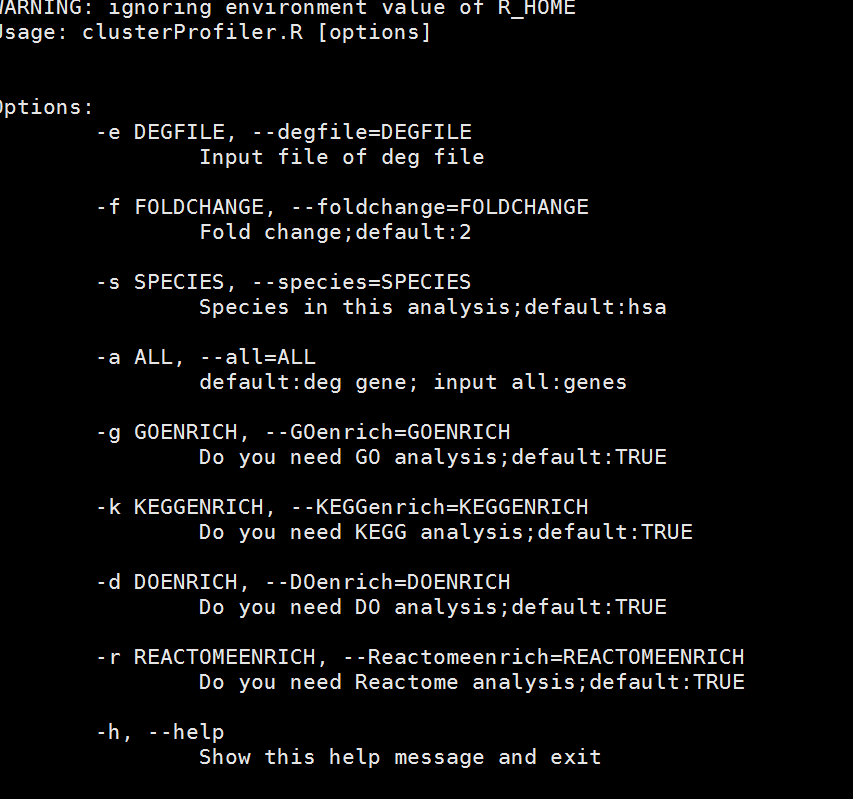 WARNING: ignoring environment value of R_HOME
Usage: clusterProfiler.R [options]
Options:
-e DEGFILE, --degfile=DEGFILE
Input file of deg file
-f FOLDCHANGE, --foldchange=FOLDCHANGE
Fold change;default:2
-s SPECIES, --species=SPECIES
Species in this analysis;default:hsa
-a ALL, --all=ALL
default:deg gene; input all:genes
-g GOENRICH, --GOenrich=GOENRICH
Do you need GO analysis;default:TRUE
-k KEGGENRICH, --KEGGenrich=KEGGENRICH
Do you need KEGG analysis;default:TRUE
-d DOENRICH, --DOenrich=DOENRICH
Do you need DO analysis;default:TRUE
-r REACTOMEENRICH, --Reactomeenrich=REACTOMEENRICH
Do you need Reactome analysis;default:TRUE
-h, --help
Show this help message and exit